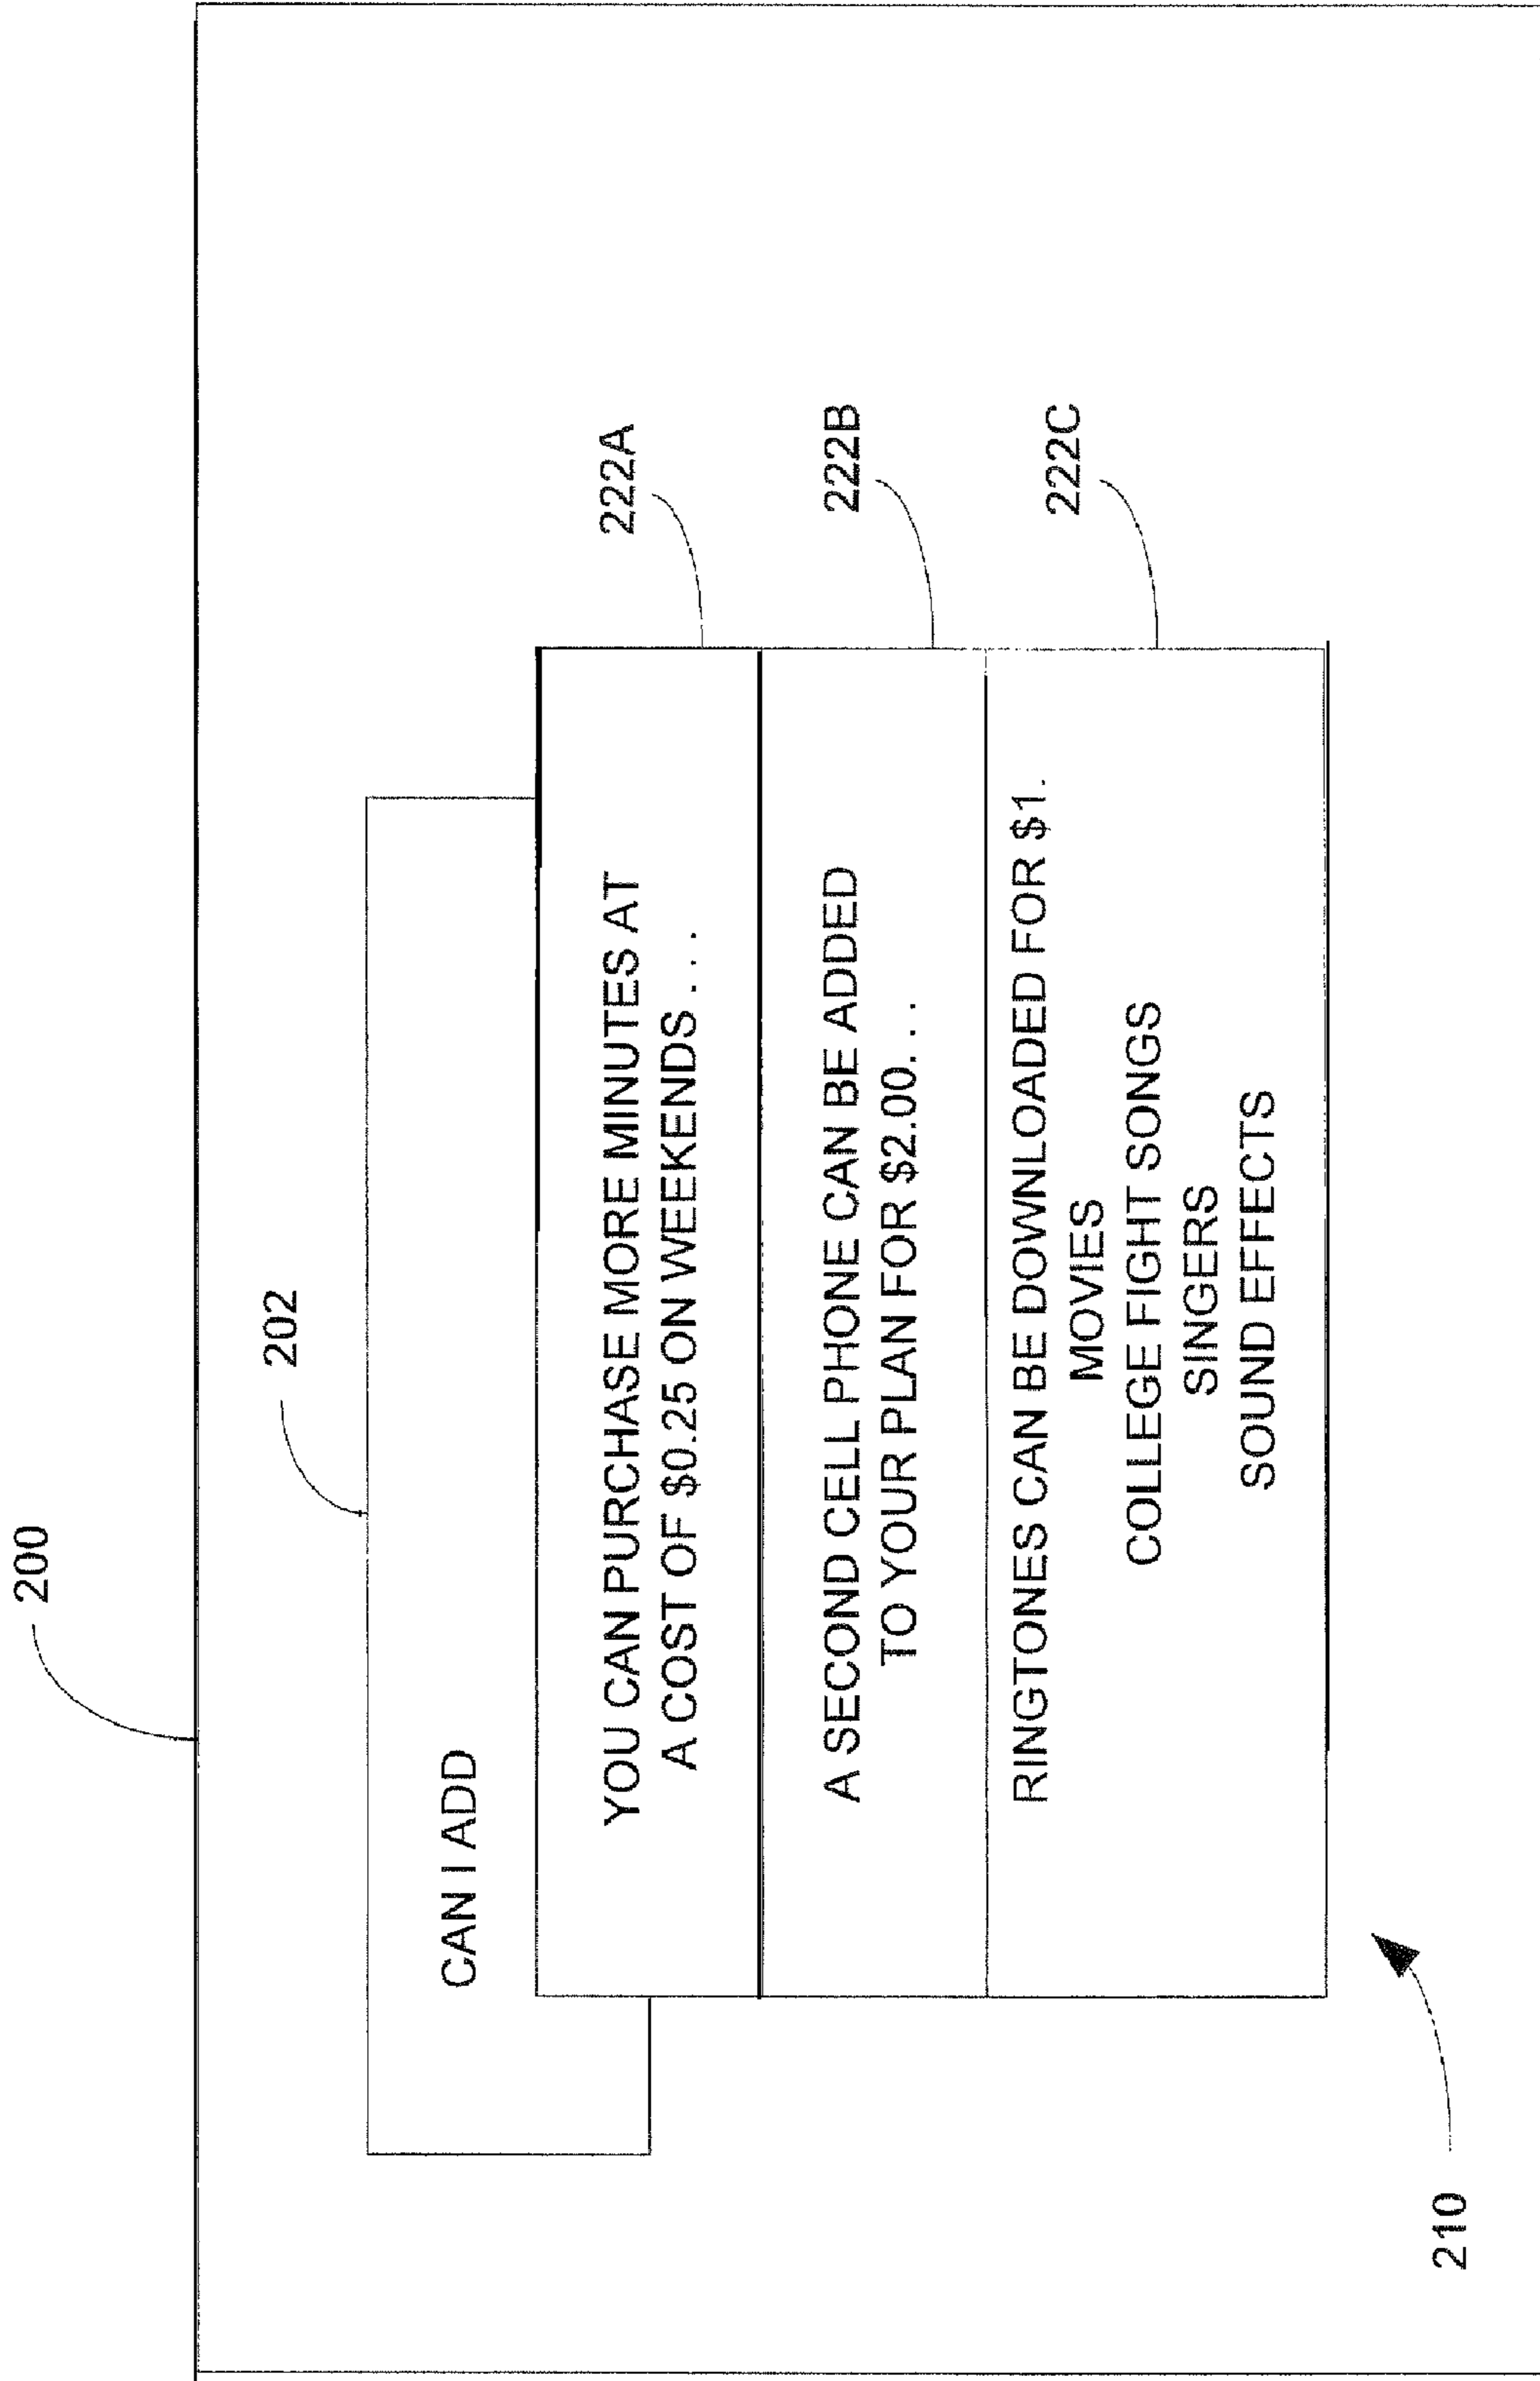 200
202
CAN I ADD
YOU CAN PURCHASE MORE MINUTES AT
A COST OF $0.25 ON WEEKENDS . . . .
222A
A SECOND CELL PHONE CAN BE ADDED
TO YOUR PLAN FOR $2.00. . .
222B
RINGTONES CAN BE DOWNLOADED FOR $1.
MOVIES
COLLEGE FIGHT SONGS
SINGERS
SOUND EFFECTS
222C
210